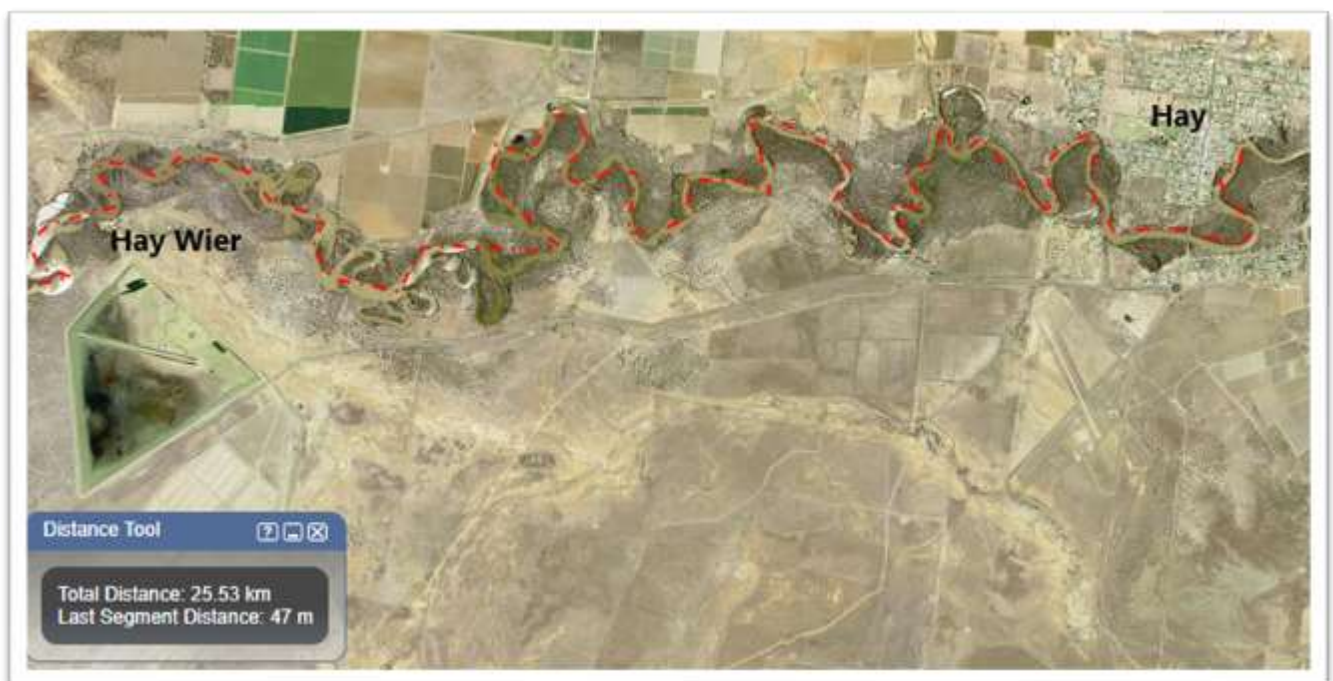 Hay
Hay Wier
Distance Tool
Total Distance: 25.53 km
Last Segment Distance: 47 m